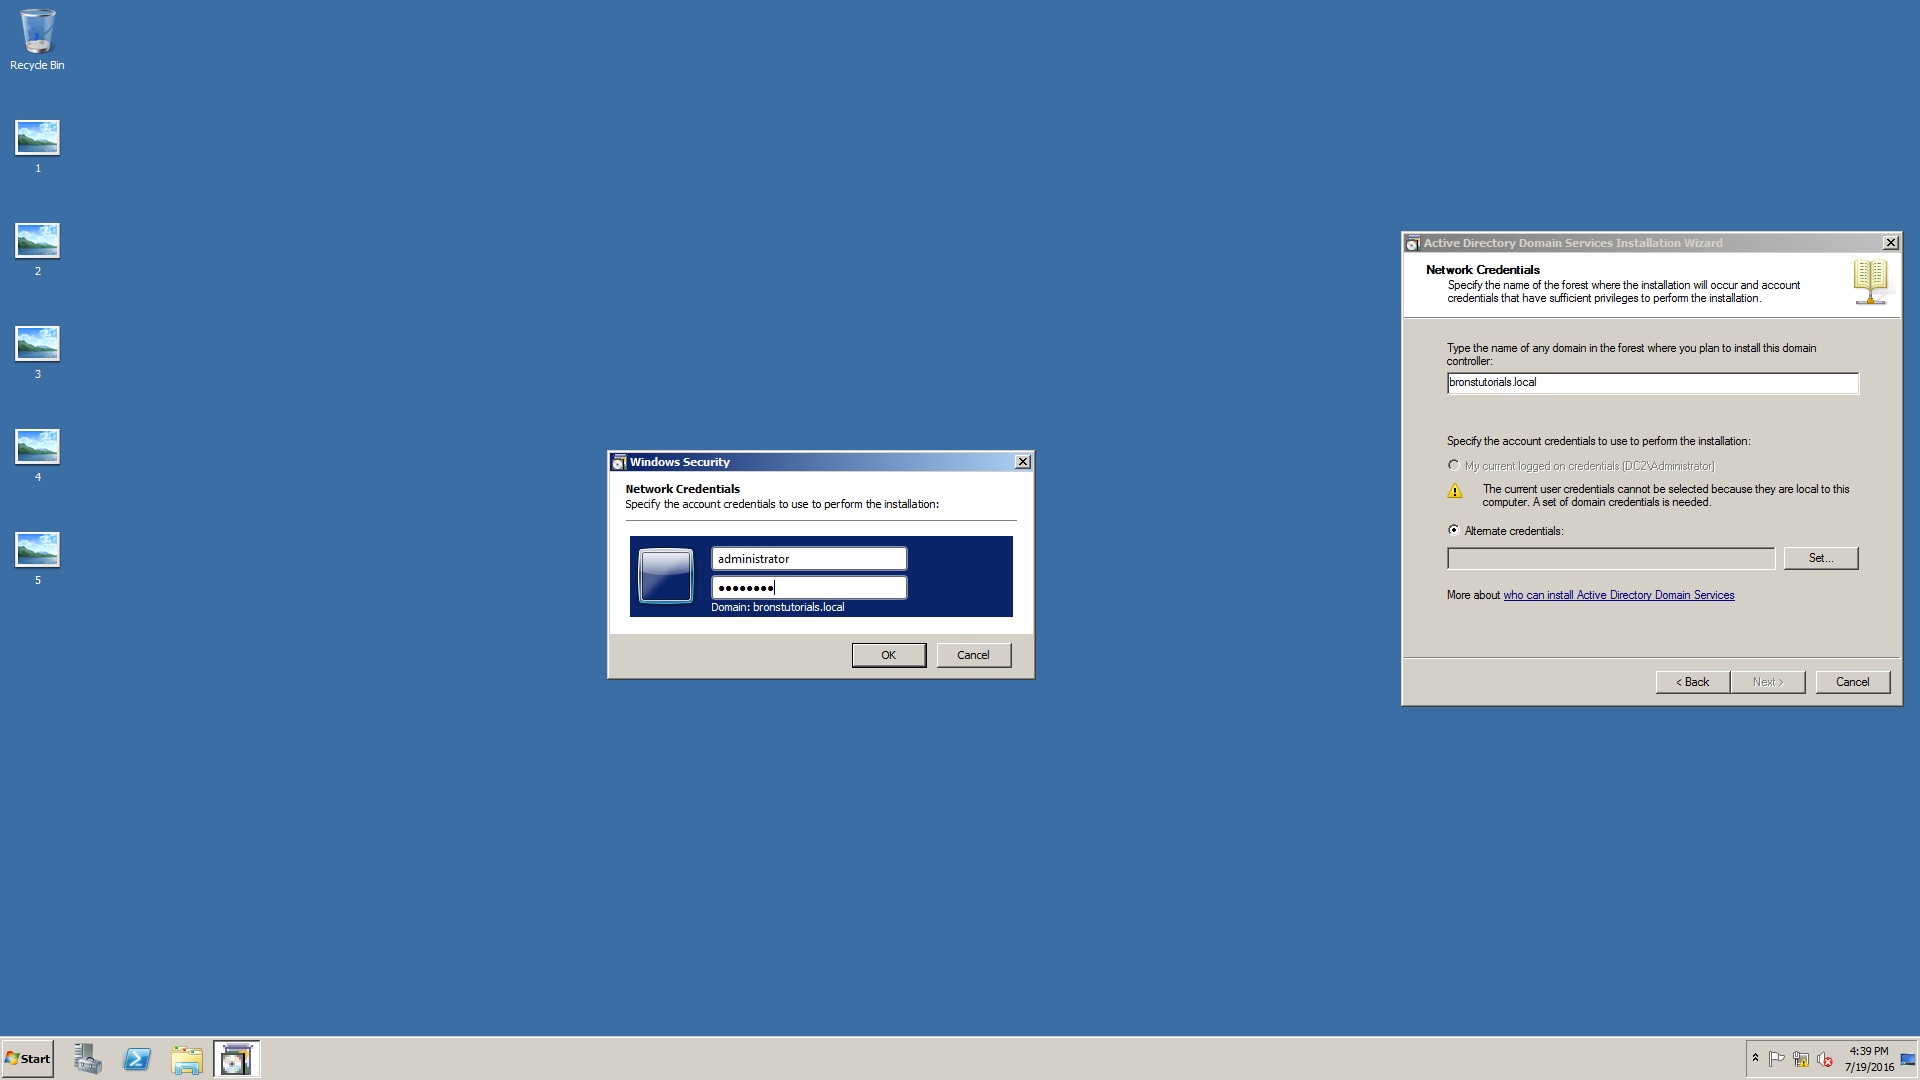 Recycle Bin
1
2
3
4
5
Windows Security
Network Credentials
Specify the account credentials to use to perform the installation:
administrator
●●●●●●●●
Domain: bronstutorials.local
OK
Cancel
Active Directory Domain Services Installation Wizard
Network Credentials
Specify the name of the forest where the installation will occur and account
credentials that have sufficient privileges to perform the installation.
Type the name of any domain in the forest where you plan to install this domain
controller:
bronstutorials.local
Specify the account credentials to use to perform the installation:
My current logged on credentials (DC2\Administrator)
The current user credentials cannot be selected because they are local to this
computer. A set of domain credentials is needed.
Alternate credentials:
Set...
More about who can install Active Directory Domain Services
< Back
Next >
Cancel
Start
4:39 PM
7/19/2016